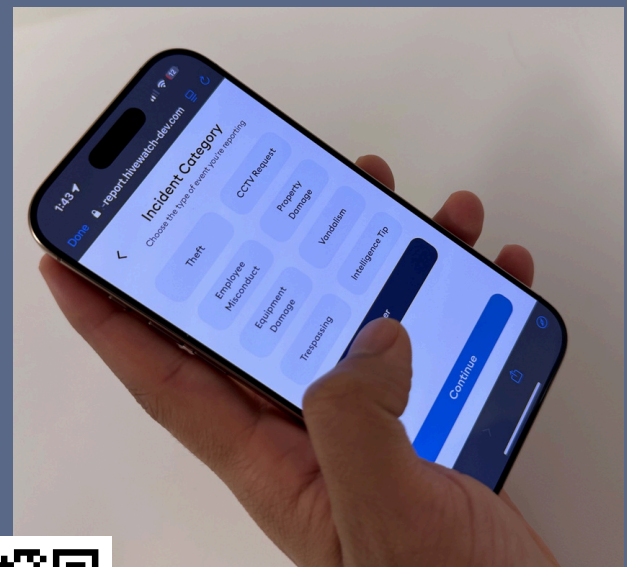 1:43
12
Done
-report.hivewatch-dev.com
Incident Category
Choose the type of event you're reporting
Theft
CCTV Request
Employee
Misconduct
Property
Damage
Equipment
Damage
Vandalism
Trespassing
Intelligence Tip
Continue